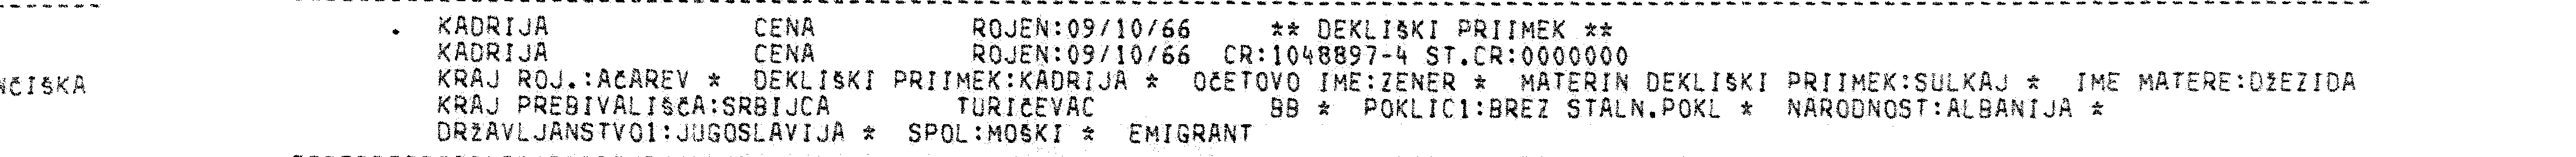 . KADRIJA CENA ROJEN:09/10/66 ** DEKLIŠKI PRIIMEK **
KADRIJA CENA ROJEN:09/10/66 CR:1048897-4 ST.CR:0000000
NČIŠKA
KRAJ ROJ.:AČAREV * DEKLIŠKI PRIIMEK:KADRIJA * OČETOVO IME:ZENER * MATERIN DEKLIŠKI PRIIMEK:SULKAJ * IME MATERE:DŽEZIDA
KRAJ PREBIVALIŠČA:SRBIJCA TURIČEVAC BB * POKLIC1:BREZ STALN.POKL * NARODNOST:ALBANIJA *
DRŽAVLJANSTVO1:JUGOSLAVIJA * SPOL:MOŠKI * EMIGRANT